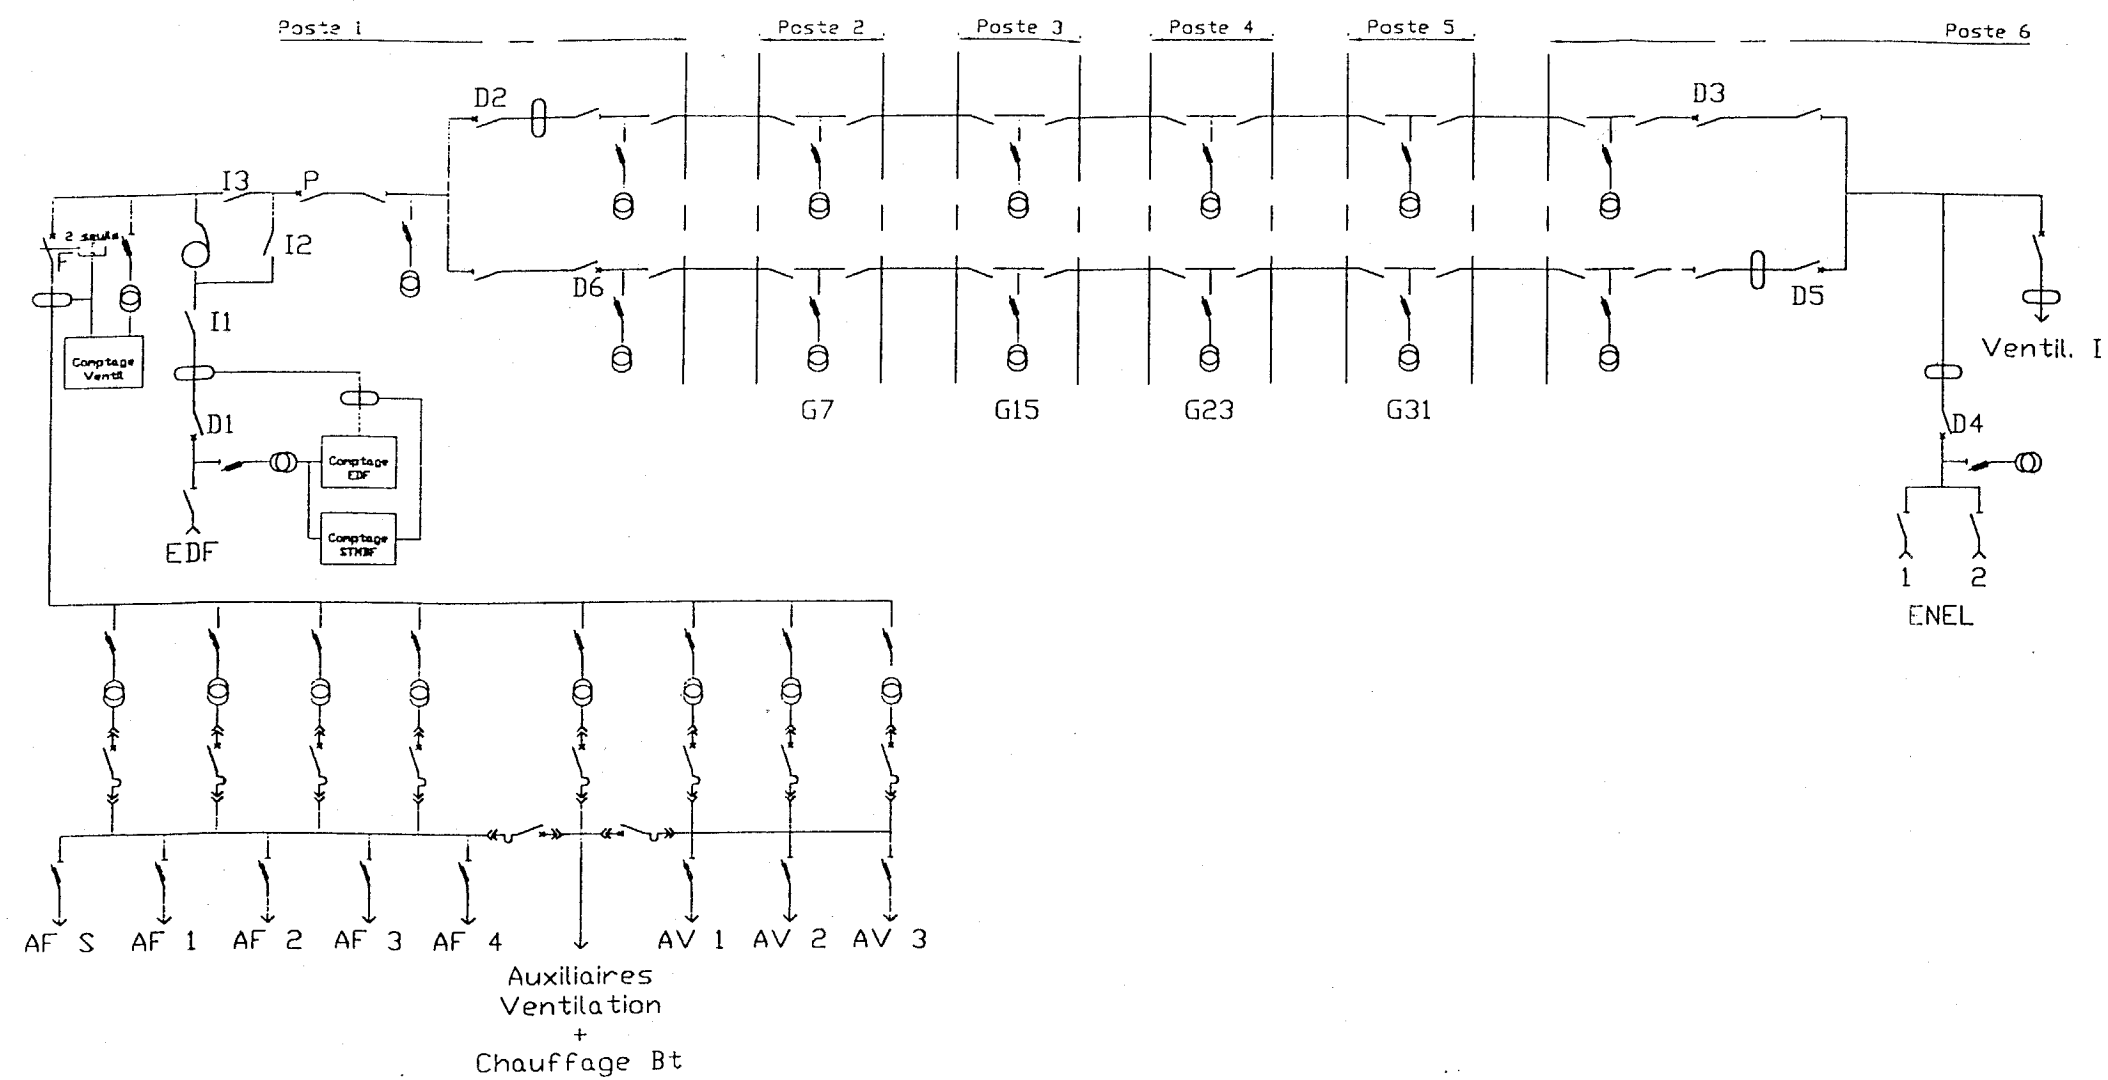 Poste 1
Poste 2
Poste 3
Poste 4
Poste 5
Poste 6
D2
D3
I3
P
2 seuils
F
I2
D6
D5
I1
Comptage
Ventil
Ventil. I
D1
G7
G15
G23
G31
D4
Comptage
EDF
Comptage
STMBF
EDF
1
2
ENEL
AF S
AF 1
AF 2
AF 3
AF 4
AV 1
AV 2
AV 3
Auxiliaires
Ventilation
+
Chauffage Bt